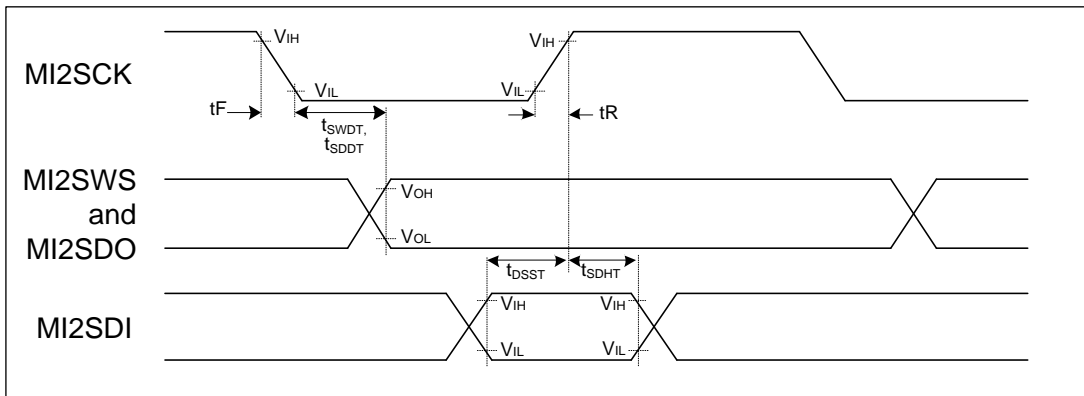 MI2SCK
VIH
VIL
tF
tSWDT,
tSDDT
VIH
VIL
tR
MI2SWS
and
MI2SDO
VOH
VOL
tDSST
tSDHT
MI2SDI
VIH
VIL
VIH
VIL